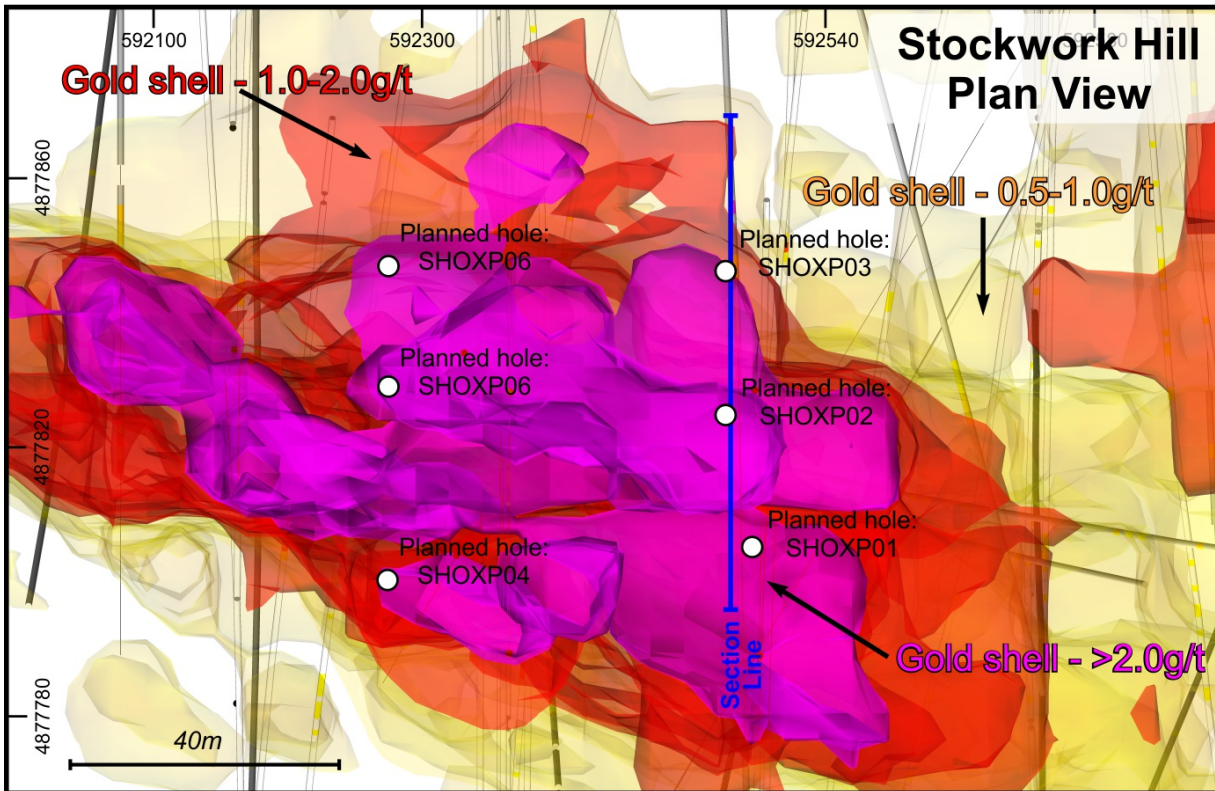 592100
592300
592540
Stockwork Hill
Plan View
Gold shell - 1.0-2.0g/t
4877860
Gold shell - 0.5-1.0g/t
Planned hole:
SHOXP06
Planned hole:
SHOXP03
Planned hole:
SHOXP06
Planned hole:
SHOXP02
4877820
Planned hole:
SHOXP01
Planned hole:
SHOXP04
Gold shell - >2.0g/t
Section
Line
4877780
40m